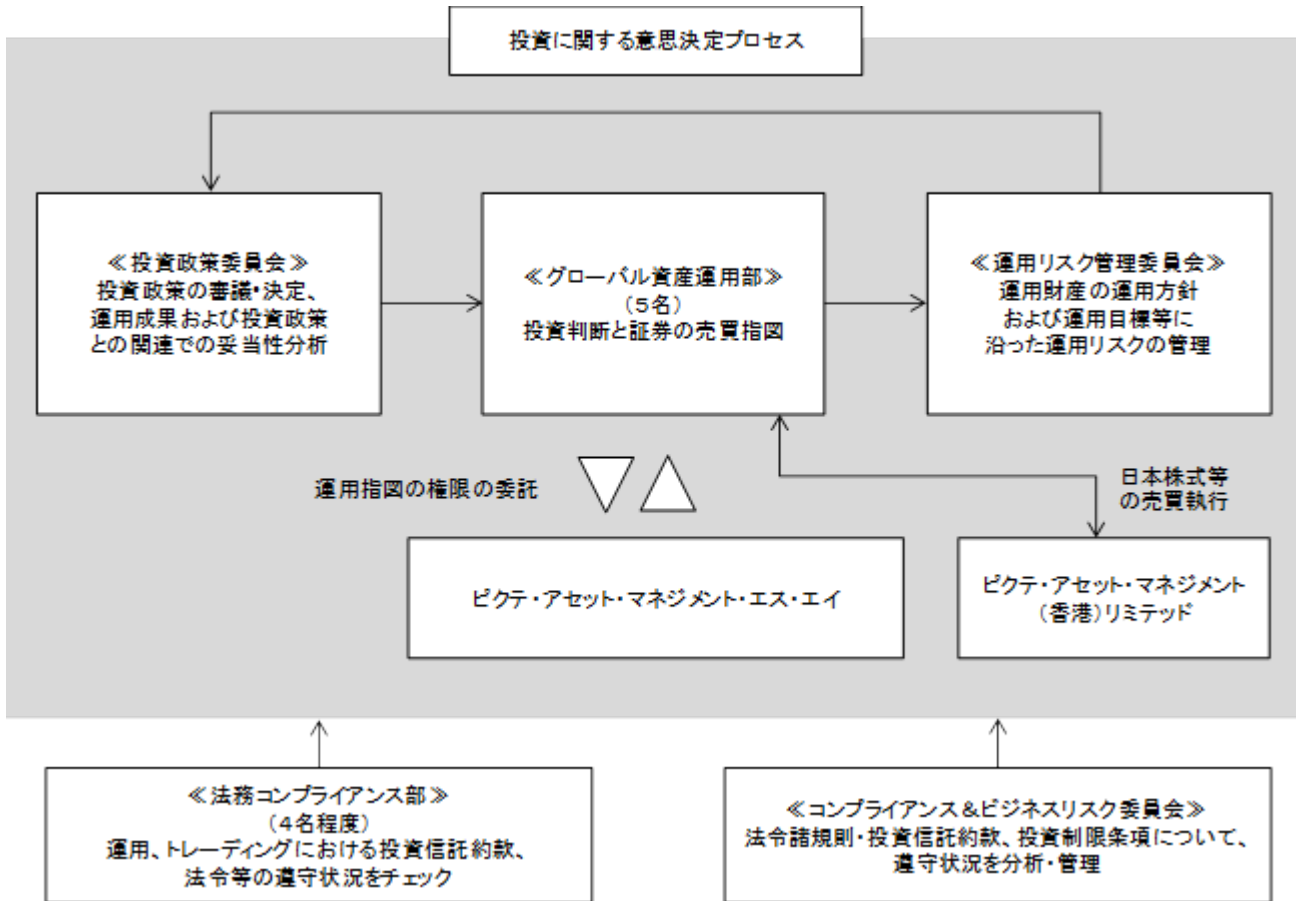 投資に関する意思決定プロセス
≪投資政策委員会≫
投資政策の審議・決定、
運用成果および投資政策
との関連での妥当性分析
≪グローバル資産運用部≫
(5名)
投資判断と証券の売買指図
≪運用リスク管理委員会≫
運用財産の運用方針
および運用目標等に
沿った運用リスクの管理
運用指図の権限の委託
日本株式等
の売買執行
ピクテ・アセット・マネジメント・エス・エイ
ピクテ・アセット・マネジメント
(香港)リミテッド
≪法務コンプライアンス部≫
(4名程度)
運用、トレーディングにおける投資信託約款、
法令等の遵守状況をチェック
≪コンプライアンス&ビジネスリスク委員会≫
法令諸規則・投資信託約款、投資制限条項について、
遵守状況を分析・管理